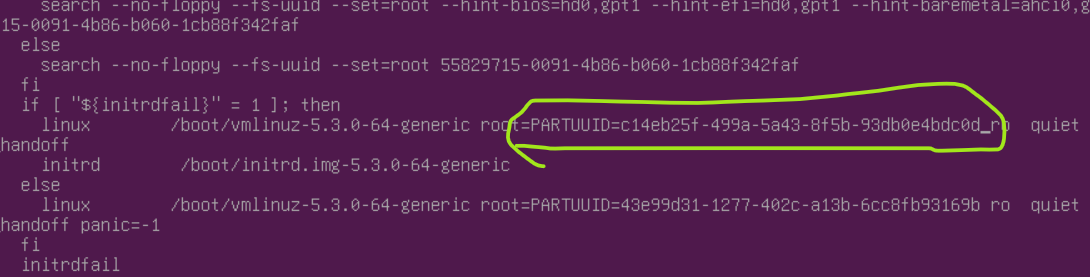 search --no-floppy --fs-uuid --set=root --hint-bios=hd0,gpt1 --hint-efi=hd0,gpt1 --hint-baremetal=ahci0,g
15-0091-4b86-b060-1cb88f342faf
else
search --no-floppy --fs-uuid --set=root 55829715-0091-4b86-b060-1cb88f342faf
fi
if [ "${initrdfail}" = 1 ]; then
linux /boot/vmlinuz-5.3.0-64-generic root=PARTUUID=c14eb25f-499a-5a43-8f5b-93db0e4bdc0d_ro quiet
handoff
initrd /boot/initrd.img-5.3.0-64-generic
else
linux /boot/vmlinuz-5.3.0-64-generic root=PARTUUID=43e99d31-1277-402c-a13b-6cc8fb93169b ro quiet
handoff panic=-1
fi
initrdfail